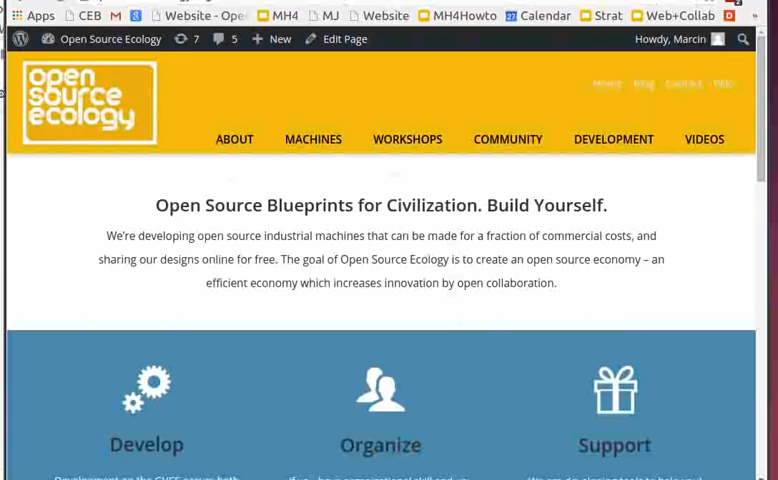 Apps CEB Website - Ope MH4 MJ Website MH4Howto Calendar Strat Web+Collab »
Open Source Ecology 7 5 New Edit Page Howdy, Marcin
open
source
ecology
Home Blog Contact Wiki
ABOUT MACHINES WORKSHOPS COMMUNITY DEVELOPMENT VIDEOS
Open Source Blueprints for Civilization. Build Yourself.
We're developing open source industrial machines that can be made for a fraction of commercial costs, and
sharing our designs online for free. The goal of Open Source Ecology is to create an open source economy – an
efficient economy which increases innovation by open collaboration.
Develop Organize Support